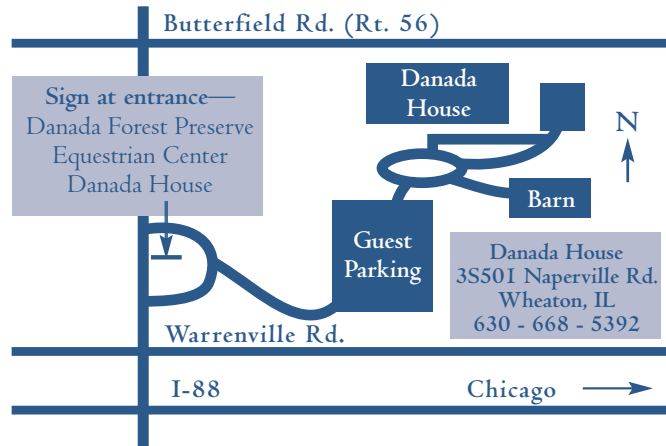 Butterfield Rd. (Rt. 56)
Sign at entrance—
Danada Forest Preserve
Equestrian Center
Danada House
Danada
House
N
Barn
Guest
Parking
Danada House
3S501 Naperville Rd.
Wheaton, IL
630 - 668 - 5392
Warrenville Rd.
I-88
Chicago